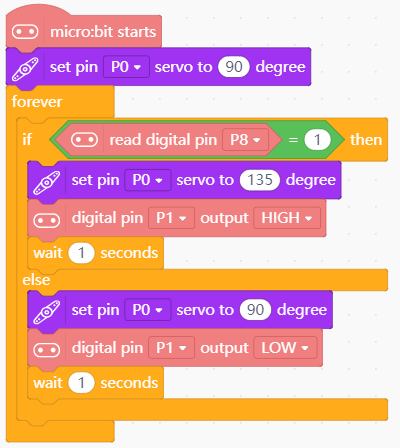 micro:bit starts
set pin P0 servo to 90 degree
forever
if read digital pin P8 = 1 then
set pin P0 servo to 135 degree
digital pin P1 output HIGH
wait 1 seconds
else
set pin P0 servo to 90 degree
digital pin P1 output LOW
wait 1 seconds